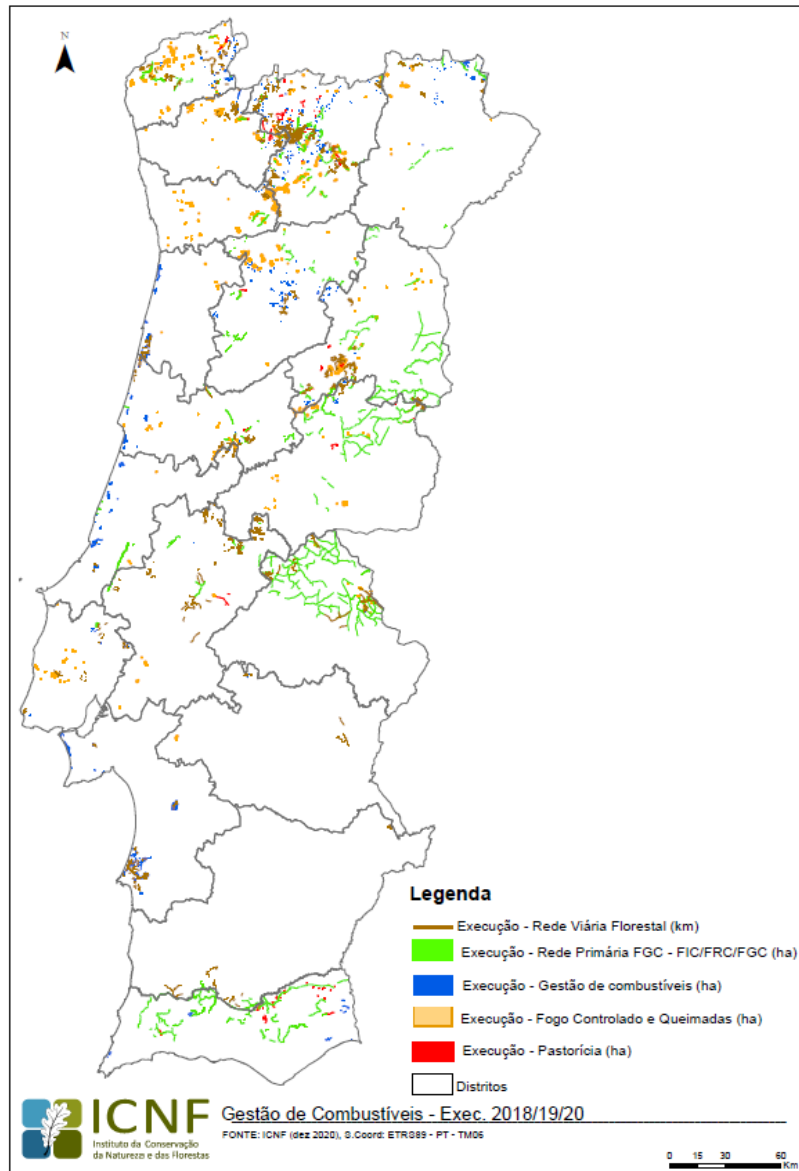 N
Legenda
Execução - Rede Viária Florestal (km)
Execução - Rede Primária FGC - FIC/FRC/FGC (ha)
Execução - Gestão de combustíveis (ha)
Execução - Fogo Controlado e Queimadas (ha)
Execução - Pastorícia (ha)
Distritos
ICNF
Instituto da Conservação
da Natureza e das Florestas
Gestão de Combustíveis - Exec. 2018/19/20
FONTE: ICNF (dez 2020), S.Coord: ETRS89 - PT - TM06
0 15 30 60
Km